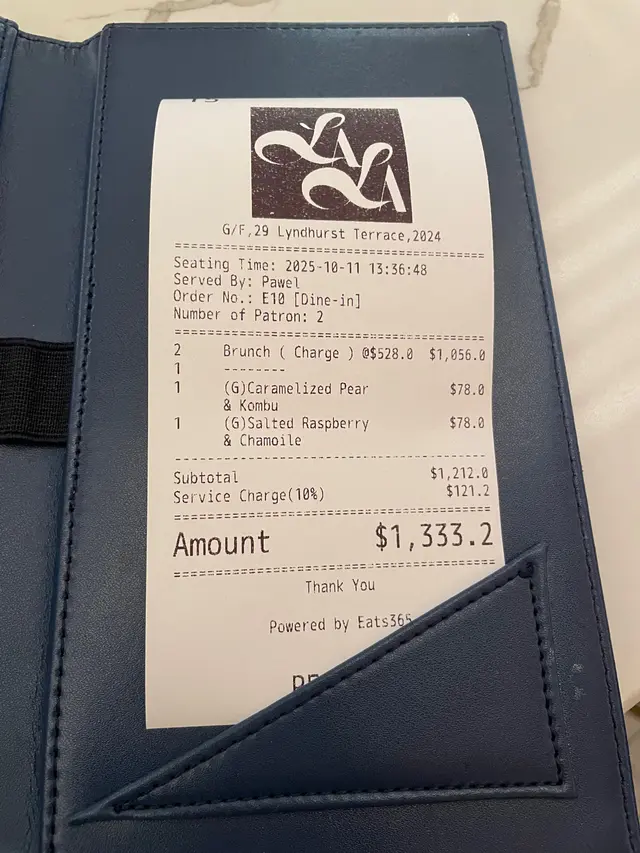 LA LA
G/F,29 Lyndhurst Terrace,2024
Seating Time: 2025-10-11 13:36:48
Served By: Pawel
Order No.: E10 [Dine-in]
Number of Patron: 2
2 Brunch ( Charge ) @$528.0 $1,056.0
1 --------
1 (G)Caramelized Pear $78.0
& Kombu
1 (G)Salted Raspberry $78.0
& Chamoile
Subtotal $1,212.0
Service Charge(10%) $121.2
Amount $1,333.2
Thank You
Powered by Eats365